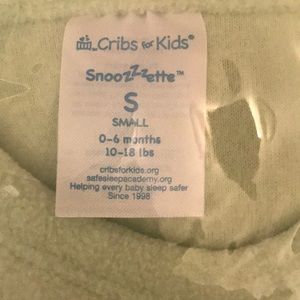 Cribs for Kids®
SnooZZZette™
S
SMALL
0-6 months
10-18 lbs
cribsforkids.org
safesleepacademy.org
Helping every baby sleep safer
Since 1998